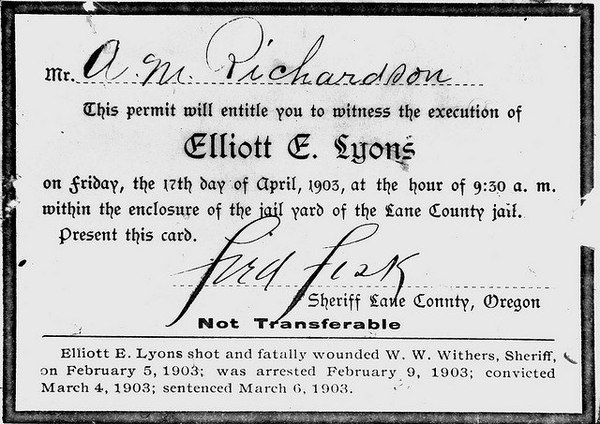 Mr. A. M. Richardson
This permit will entitle you to witness the execution of
Elliott E. Lyons
on Friday, the 17th day of April, 1903, at the hour of 9:30 a. m.
within the enclosure of the jail yard of the Lane County jail.
Present this card.
Fred Fisk
Sheriff Lane County, Oregon
Not Transferable
Elliott E. Lyons shot and fatally wounded W. W. Withers, Sheriff,
on February 5, 1903; was arrested February 9, 1903; convicted
March 4, 1903; sentenced March 6, 1903.